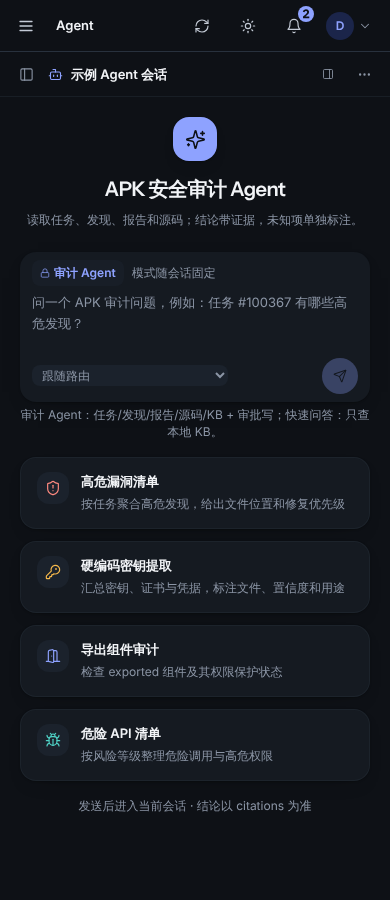 Agent
2
D
示例 Agent 会话
APK 安全审计 Agent
读取任务、发现、报告和源码；结论带证据，未知项单独标注。
审计 Agent 模式随会话固定
问一个 APK 审计问题，例如：任务 #100367 有哪些高
危发现？
跟随路由
审计 Agent：任务/发现/报告/源码/KB + 审批写；快速问答：只查
本地 KB。
高危漏洞清单
按任务聚合高危发现，给出文件位置和修复优先级
硬编码密钥提取
汇总密钥、证书与凭据，标注文件、置信度和用途
导出组件审计
检查 exported 组件及其权限保护状态
危险 API 清单
按风险等级整理危险调用与高危权限
发送后进入当前会话 · 结论以 citations 为准